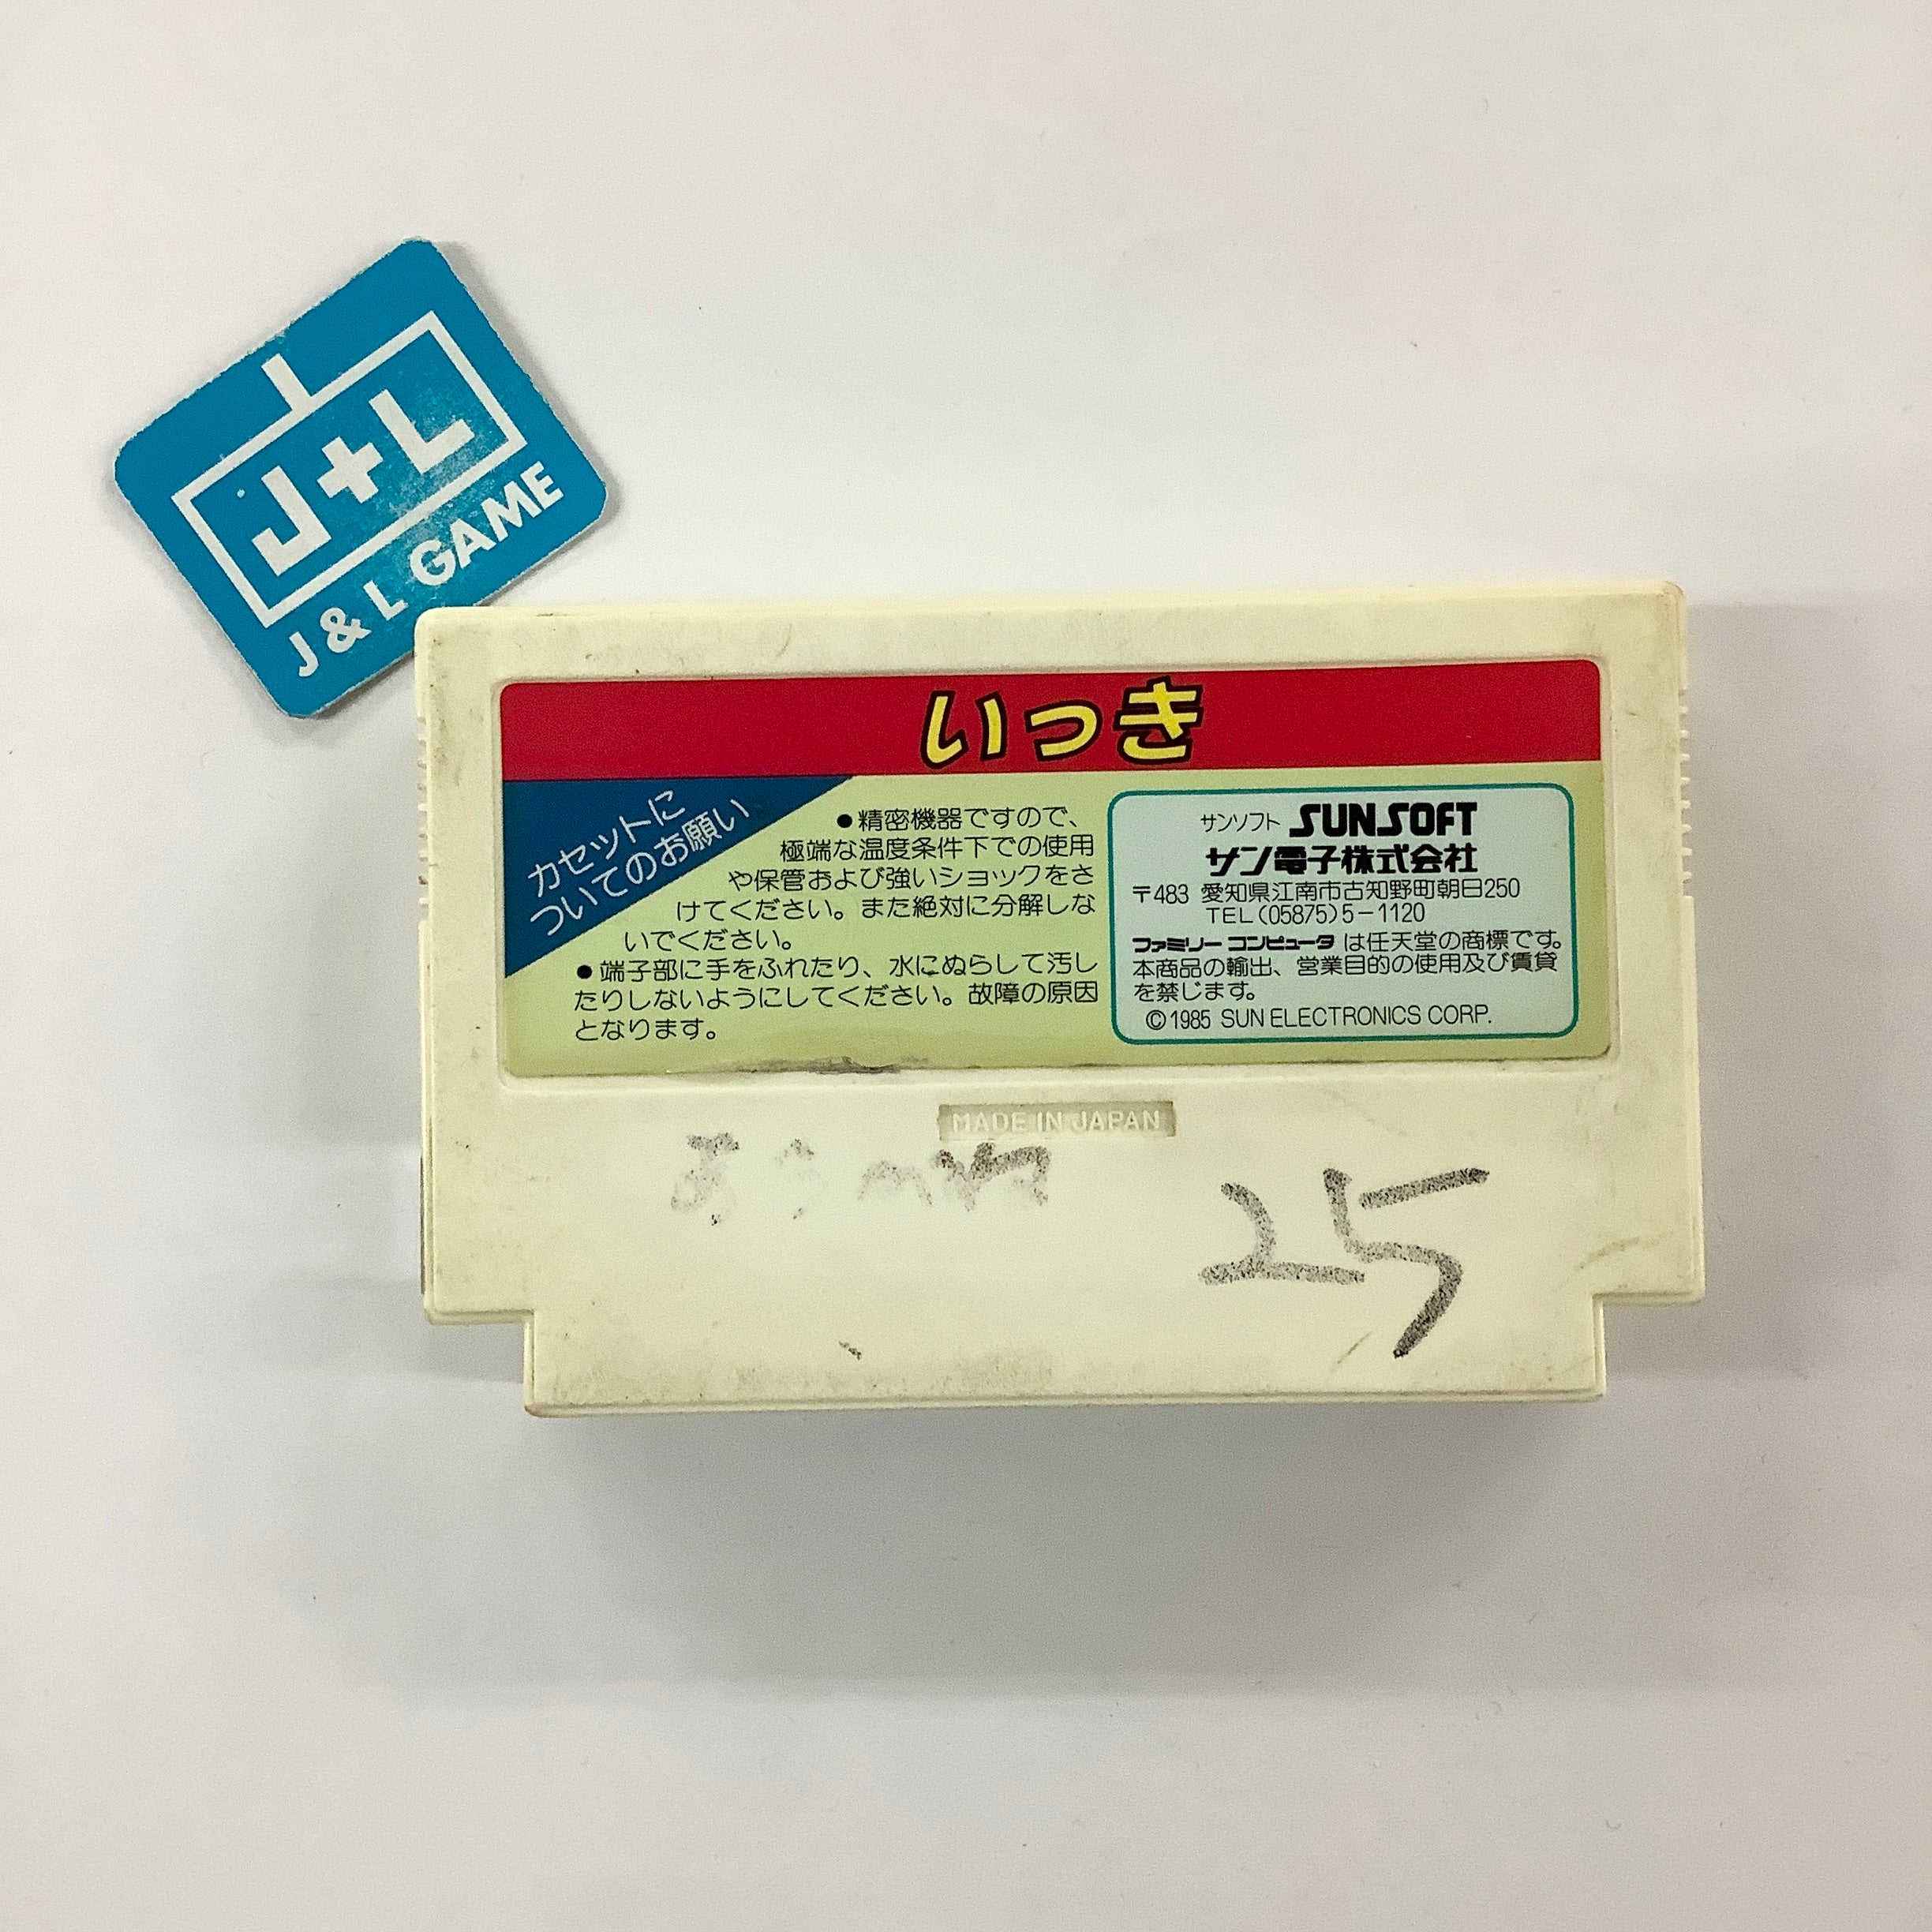 J+L
J & L GAME
いっき
カセットに
ついてのお願い
●精密機器ですので、
極端な温度条件下での使用
や保管および強いショックをさ
けてください。また絶対に分解しな
いでください。
●端子部に手をふれたり、水にぬらして汚し
たりしないようにしてください。故障の原因
となります。
サンソフト SUNSOFT
サン電子株式会社
〒483 愛知県江南市古知野町朝日250
TEL(05875)5-1120
ファミリーコンピュータは任天堂の商標です。
本商品の輸出、営業目的の使用及び賃貸
を禁じます。
©1985 SUN ELECTRONICS CORP.
MADE IN JAPAN
25